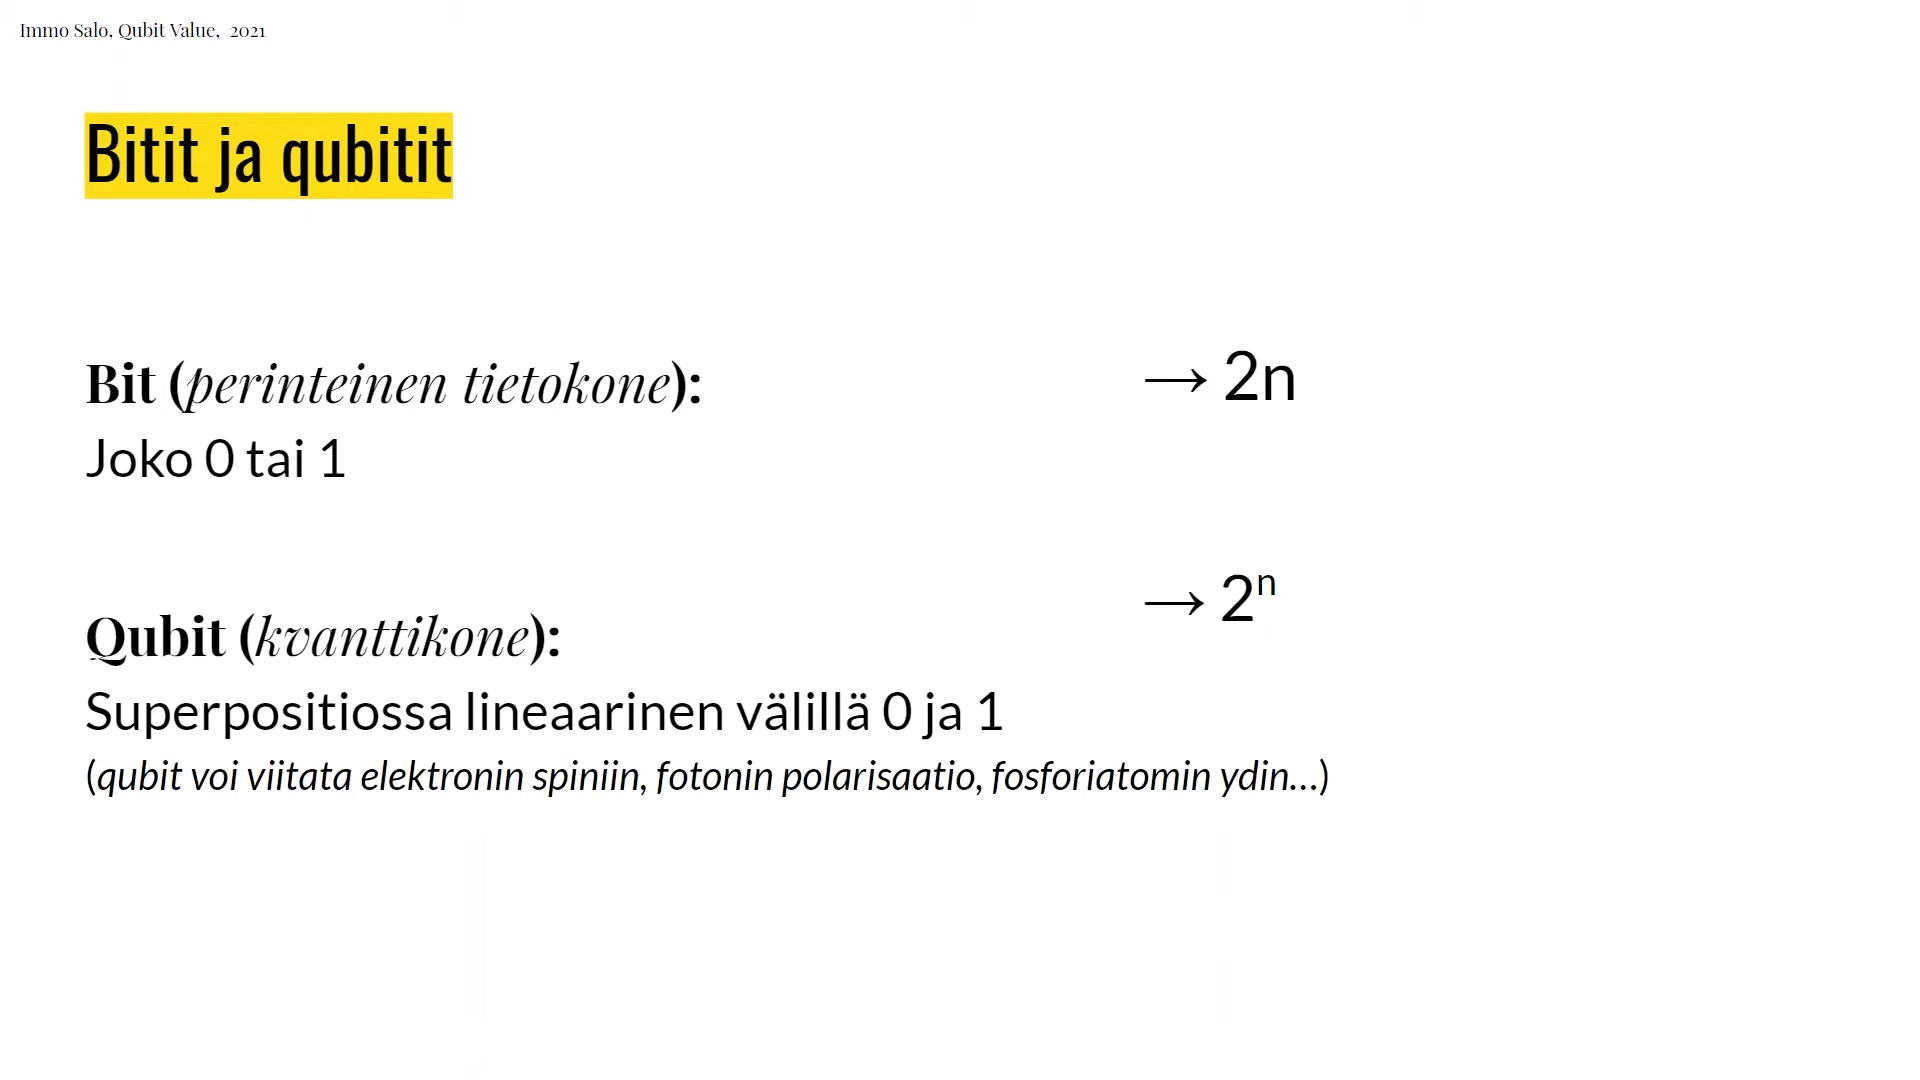 Immo Salo, Qubit Value, 2021
Bitit ja qubitit
Bit (perinteinen tietokone):
→ 2n
Joko 0 tai 1
→ 2ⁿ
Qubit (kvanttikone):
Superpositiossa lineaarinen välillä 0 ja 1
(qubit voi viitata elektronin spiniin, fotonin polarisaatio, fosforiatomin ydin...)